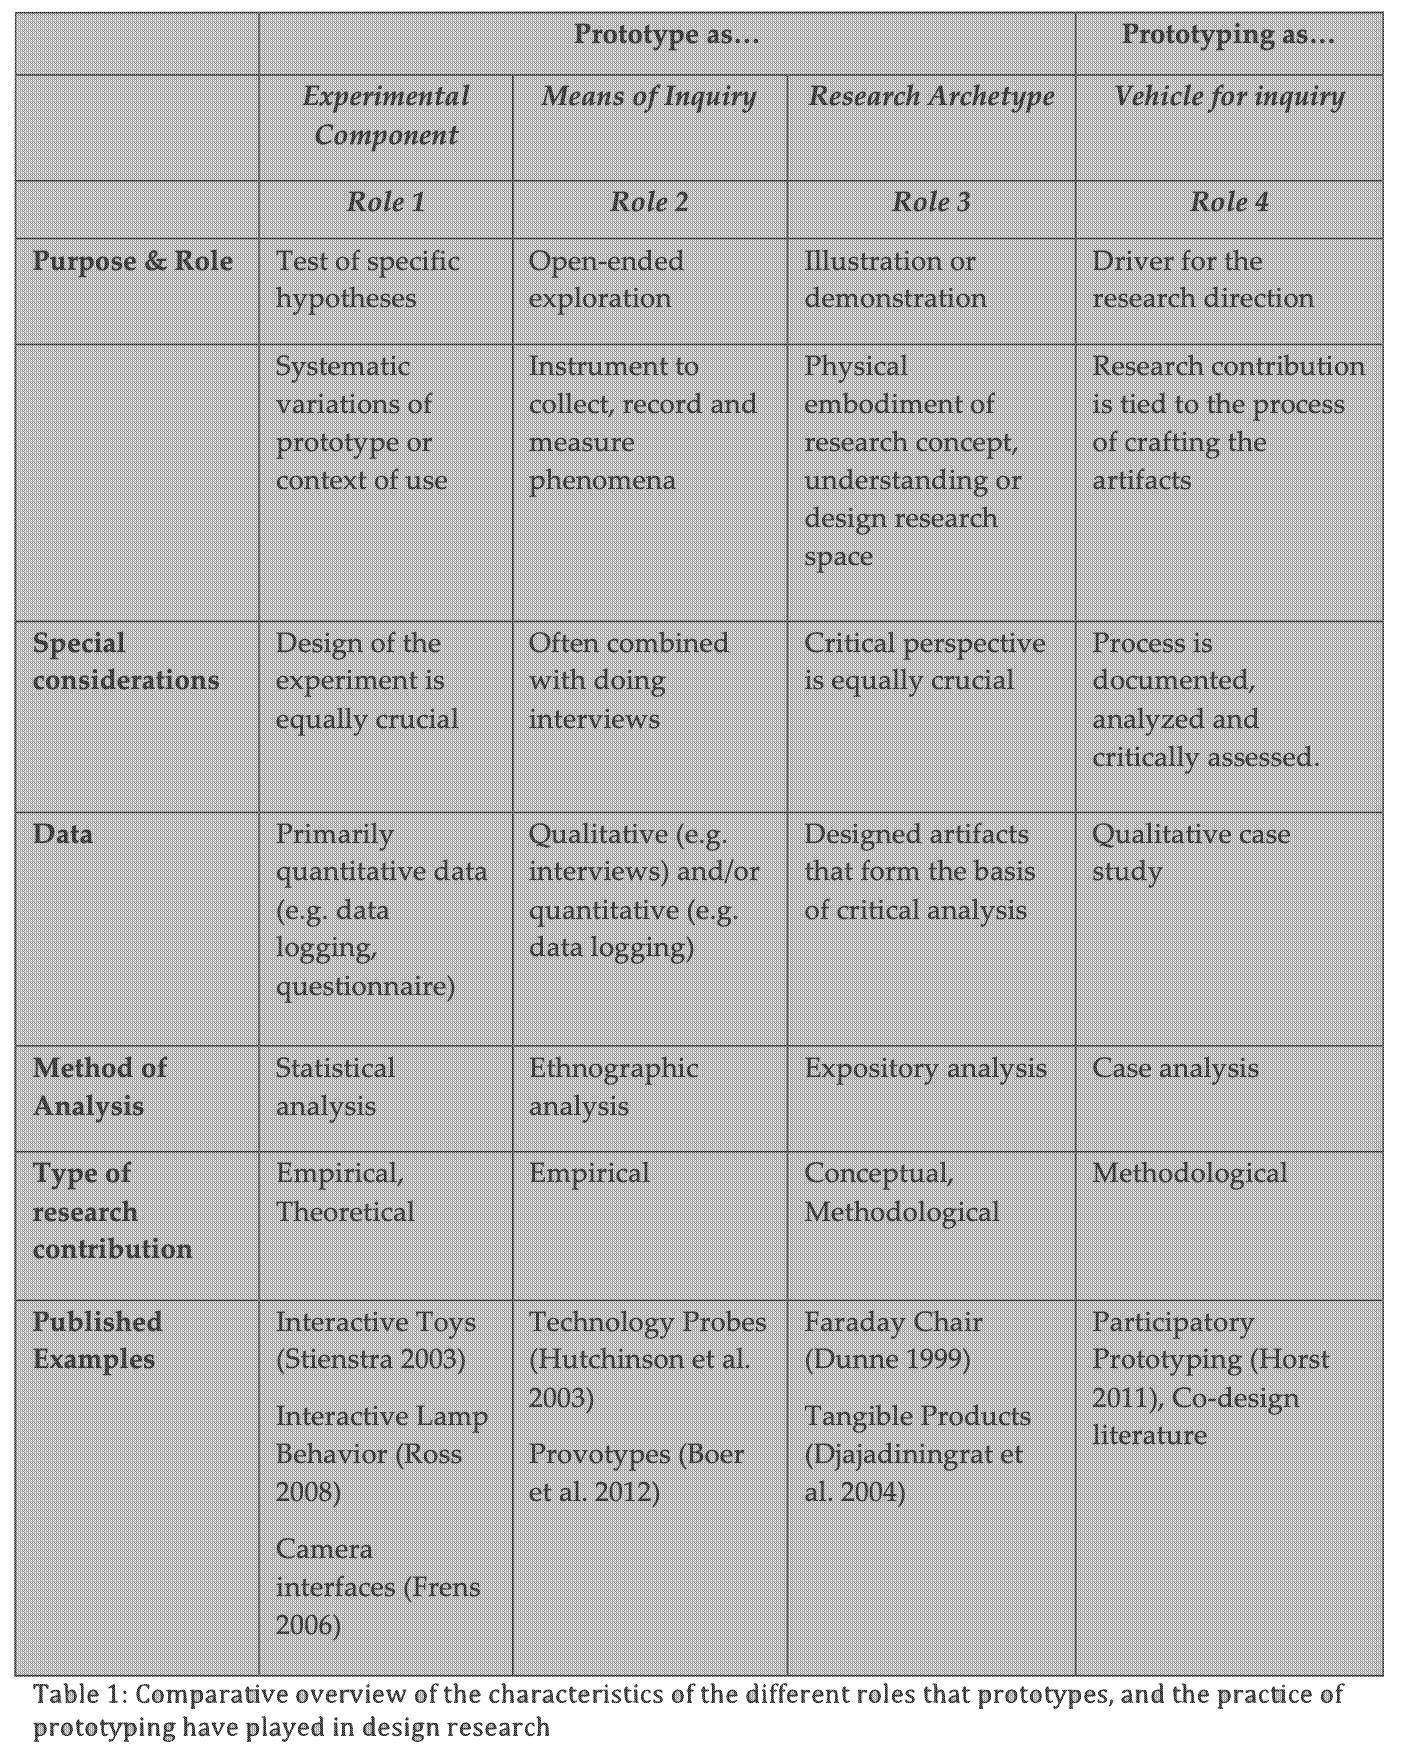 Prototype as…
Prototyping as…
Experimental
Component
Means of Inquiry
Research Archetype
Vehicle for inquiry
Role 1
Role 2
Role 3
Role 4
Purpose & Role
Test of specific
hypotheses
Open-ended
exploration
Illustration or
demonstration
Driver for the
research direction
Systematic
variations of
prototype or
context of use
Instrument to
collect, record and
measure
phenomena
Physical
embodiment of
research concept,
understanding or
design research
space
Research contribution
is tied to the process
of crafting the
artifacts
Special
considerations
Design of the
experiment is
equally crucial
Often combined
with doing
interviews
Critical perspective
is equally crucial
Process is
documented,
analyzed and
critically assessed.
Data
Primarily
quantitative data
(e.g. data
logging,
questionnaire)
Qualitative (e.g.
interviews) and/or
quantitative (e.g.
data logging)
Designed artifacts
that form the basis
of critical analysis
Qualitative case
study
Method of
Analysis
Statistical
analysis
Ethnographic
analysis
Expository analysis
Case analysis
Type of
research
contribution
Empirical,
Theoretical
Empirical
Conceptual,
Methodological
Methodological
Published
Examples
Interactive Toys
(Stienstra 2003)
Interactive Lamp
Behavior (Ross
2008)
Camera
interfaces (Frens
2006)
Technology Probes
(Hutchinson et al.
2003)
Provotypes (Boer
et al. 2012)
Faraday Chair
(Dunne 1999)
Tangible Products
(Djajadiningrat et
al. 2004)
Participatory
Prototyping (Horst
2011), Co-design
literature
Table 1: Comparative overview of the characteristics of the different roles that prototypes, and the practice of
prototyping have played in design research